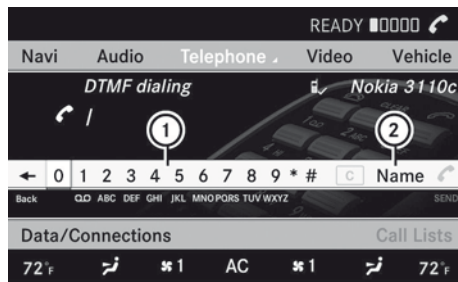 READY
Navi Audio Telephone Video Vehicle
DTMF dialing Nokia 3110c
/
1 2
0 1 2 3 4 5 6 7 8 9 * # C Name
Back ABC DEF GHI JKL MNO PQRS TUV WXYZ SEND
Data/Connections Call Lists
72°F 1 AC 1 72°F